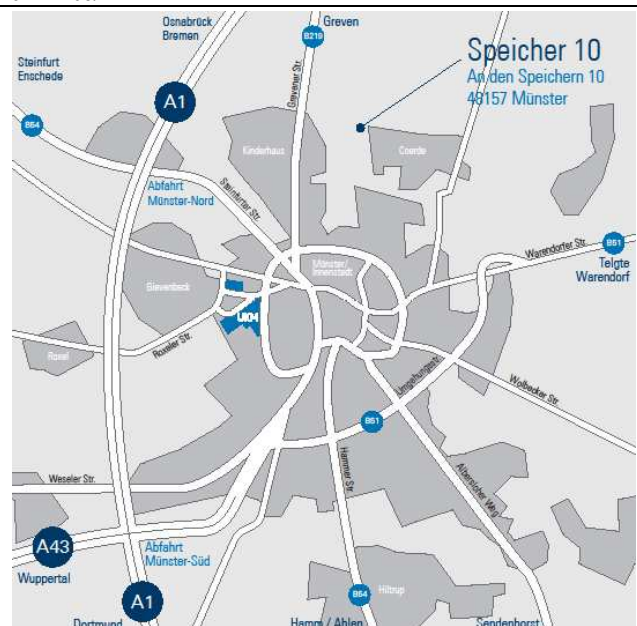 Osnabrück
Bremen
B219
Greven
Speicher 10
An den Speichern 10
48157 Münster
Steinfurt
Enschede
A1
B54
Grevener Str.
Kinderhaus
Coerde
Abfahrt
Münster-Nord
Steinfurter Str.
Warendorfer Str.
B51
Telgte
Warendorf
Münster/
Innenstadt
Gievenbeck
Roxel
Roxeler Str.
Umgehungsstr.
Wolbecker Str.
B51
Weseler Str.
Hammer Str.
Albersloher Weg
A43
Wuppertal
Abfahrt
Münster-Süd
A1
B54
Hiltrup
Dortmund
Hamm / Ahlen
Sendenhorst